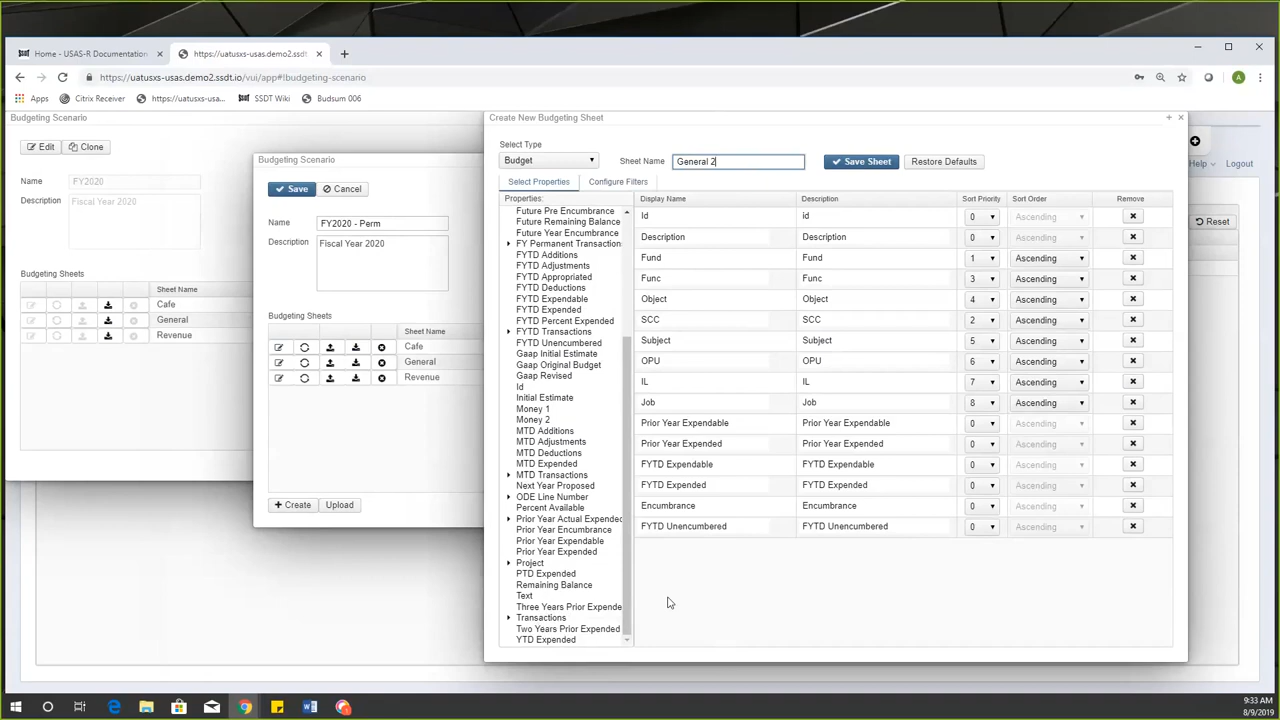 Home - USAS-R Documentation
https://uatusxs-usas.demo2.ssdt.io
https://uatusxs-usas.demo2.ssdt.io/vui/app#!budgeting-scenario
A
Apps
Citrix Receiver
https://uatusxs-usa...
SSDT Wiki
Budsum 006
Budgeting Scenario
Edit
Clone
Name
FY2020
Description
Fiscal Year 2020
Budgeting Sheets
Sheet Name
Cafe
General
Revenue
Budgeting Scenario
Save
Cancel
Name
FY2020 - Perm
Description
Fiscal Year 2020
Budgeting Sheets
Sheet Name
Cafe
General
Revenue
Create
Upload
Help
Logout
Reset
Create New Budgeting Sheet
Select Type
Budget
Sheet Name
General 2
Save Sheet
Restore Defaults
Select Properties
Configure Filters
Properties:
Future Pre Encumbrance
Future Remaining Balance
Future Year Encumbrance
FY Permanent Transaction
FYTD Additions
FYTD Adjustments
FYTD Appropriated
FYTD Deductions
FYTD Expendable
FYTD Expended
FYTD Percent Expended
FYTD Transactions
FYTD Unencumbered
Gaap Initial Estimate
Gaap Original Budget
Gaap Revised
Id
Initial Estimate
Money 1
Money 2
MTD Additions
MTD Adjustments
MTD Deductions
MTD Expended
MTD Transactions
Next Year Proposed
ODE Line Number
Percent Available
Prior Year Actual Expended
Prior Year Encumbrance
Prior Year Expendable
Prior Year Expended
Project
PTD Expended
Remaining Balance
Text
Three Years Prior Expende
Transactions
Two Years Prior Expended
YTD Expended
Display Name Description Sort Priority Sort Order Remove
Id id 0 Ascending
Description Description 0 Ascending
Fund Fund 1 Ascending
Func Func 3 Ascending
Object Object 4 Ascending
SCC SCC 2 Ascending
Subject Subject 5 Ascending
OPU OPU 6 Ascending
IL IL 7 Ascending
Job Job 8 Ascending
Prior Year Expendable Prior Year Expendable 0 Ascending
Prior Year Expended Prior Year Expended 0 Ascending
FYTD Expendable FYTD Expendable 0 Ascending
FYTD Expended FYTD Expended 0 Ascending
Encumbrance Encumbrance 0 Ascending
FYTD Unencumbered FYTD Unencumbered 0 Ascending
9:33 AM
8/9/2019